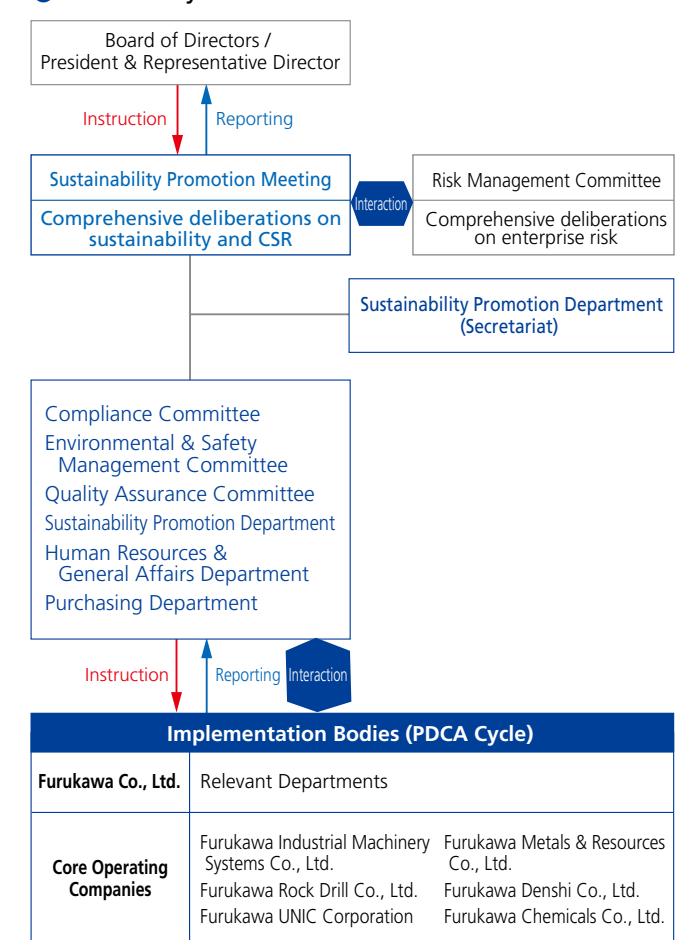 Board of Directors /
President & Representative Director
Instruction
Reporting
Sustainability Promotion Meeting
Comprehensive deliberations on
sustainability and CSR
Interaction
Risk Management Committee
Comprehensive deliberations
on enterprise risk
Sustainability Promotion Department
(Secretariat)
Compliance Committee
Environmental & Safety
Management Committee
Quality Assurance Committee
Sustainability Promotion Department
Human Resources &
General Affairs Department
Purchasing Department
Instruction
Reporting
Interaction
Implementation Bodies (PDCA Cycle)
Furukawa Co., Ltd.
Relevant Departments
Core Operating
Companies
Furukawa Industrial Machinery
Systems Co., Ltd.
Furukawa Rock Drill Co., Ltd.
Furukawa UNIC Corporation
Furukawa Metals & Resources
Co., Ltd.
Furukawa Denshi Co., Ltd.
Furukawa Chemicals Co., Ltd.